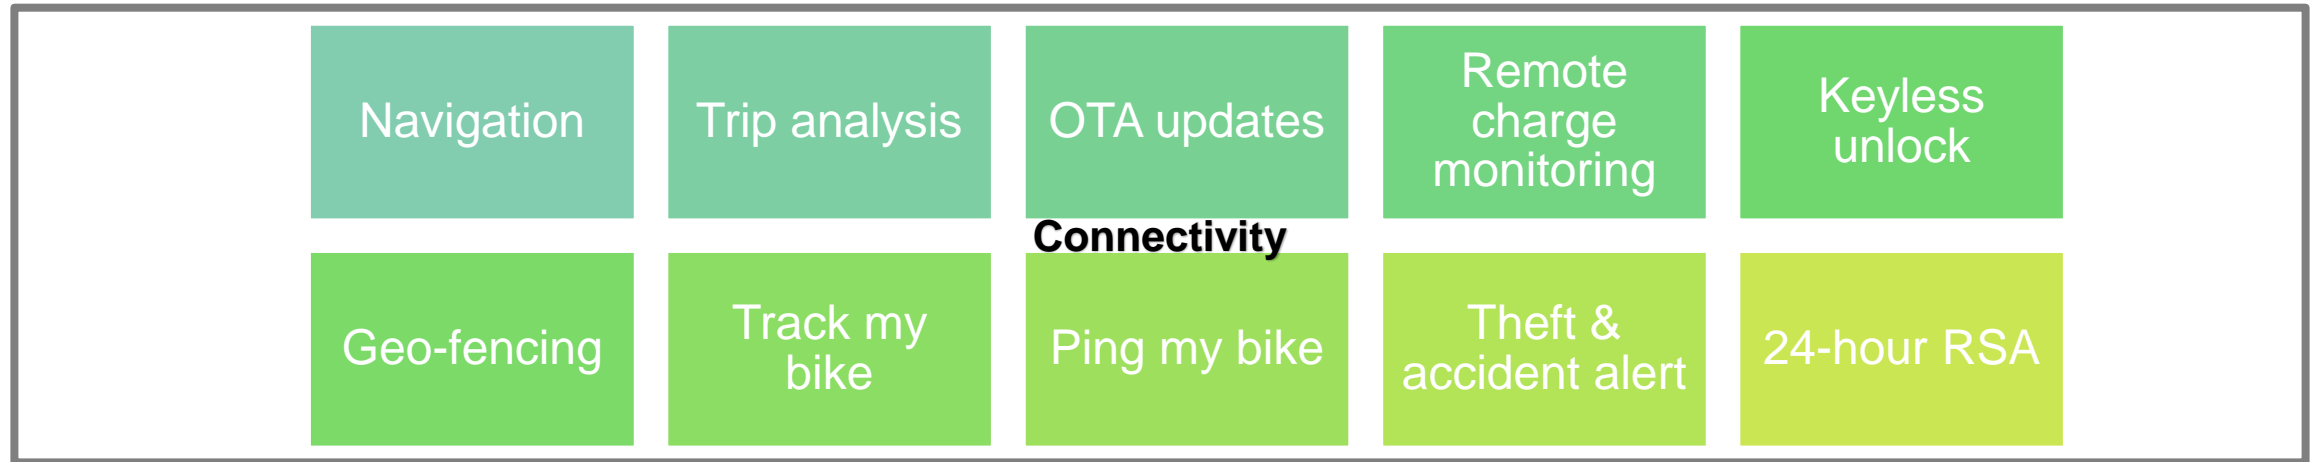 Navigation
Trip analysis
OTA updates
Remote
charge
monitoring
Keyless
unlock
Connectivity
Geo-fencing
Track my
bike
Ping my bike
Theft &
accident alert
24-hour RSA